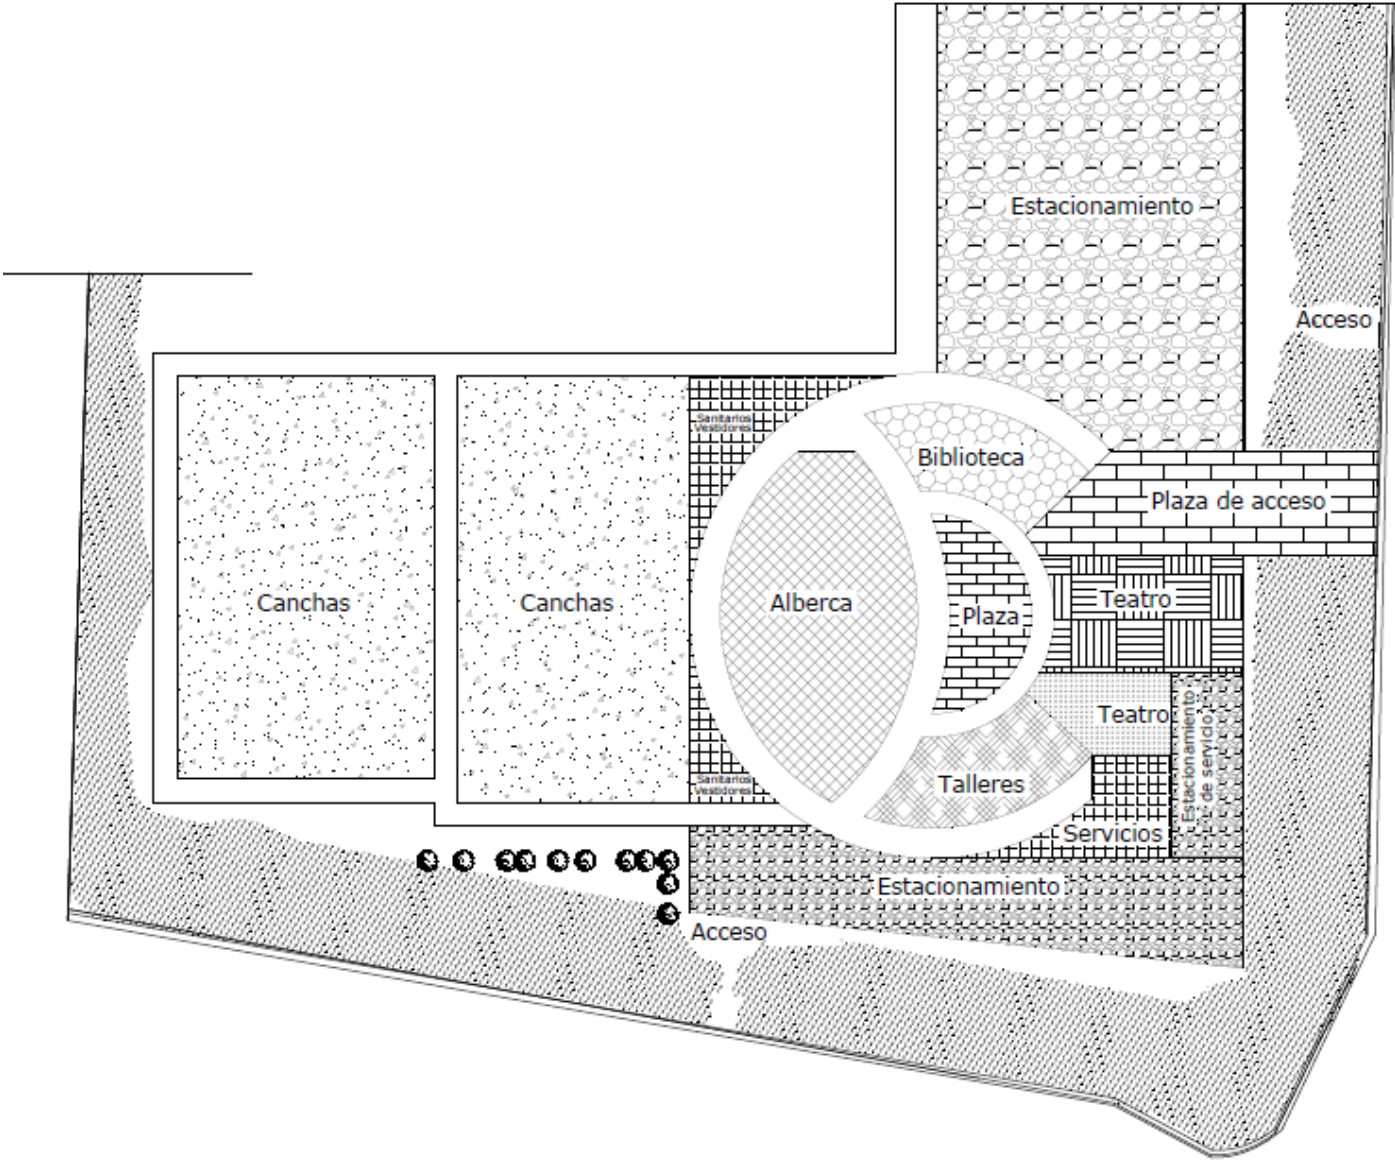 Estacionamiento
Acceso
Sanitarios
Vestidores
Biblioteca
Plaza de acceso
Canchas
Canchas
Alberca
Plaza
Teatro
Teatro
Estacionamiento
de servicio
Sanitarios
Vestidores
Talleres
Servicios
Estacionamiento
Acceso